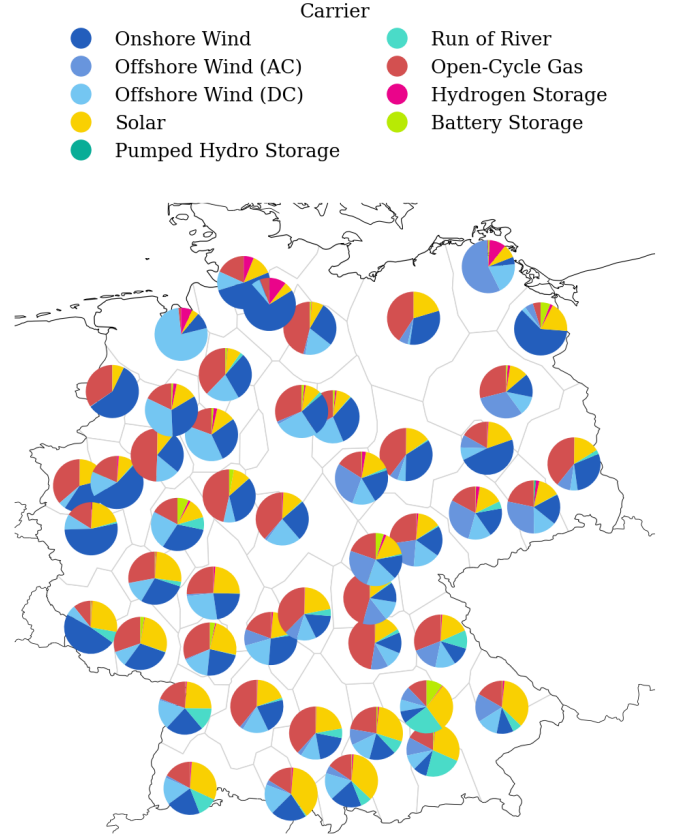 Carrier
Onshore Wind
Offshore Wind (AC)
Offshore Wind (DC)
Solar
Pumped Hydro Storage
Run of River
Open-Cycle Gas
Hydrogen Storage
Battery Storage